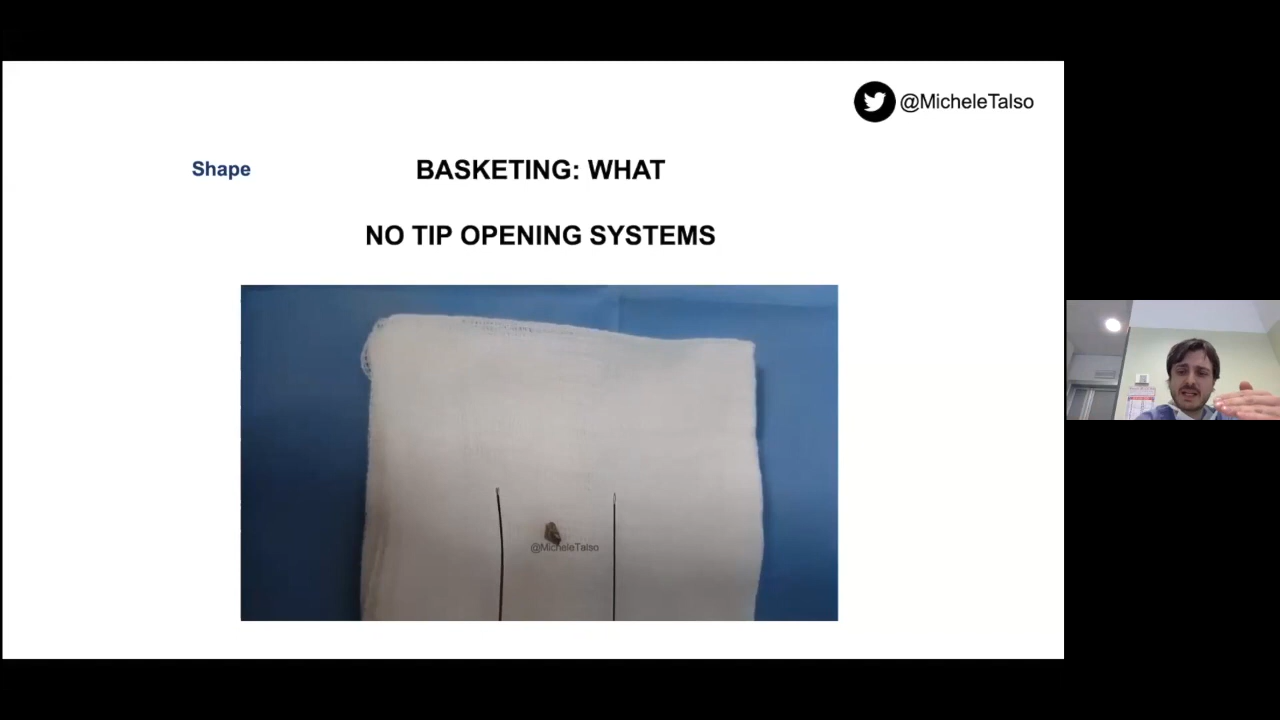 @MicheleTalso
Shape
BASKETING: WHAT
NO TIP OPENING SYSTEMS
@MicheleTalso